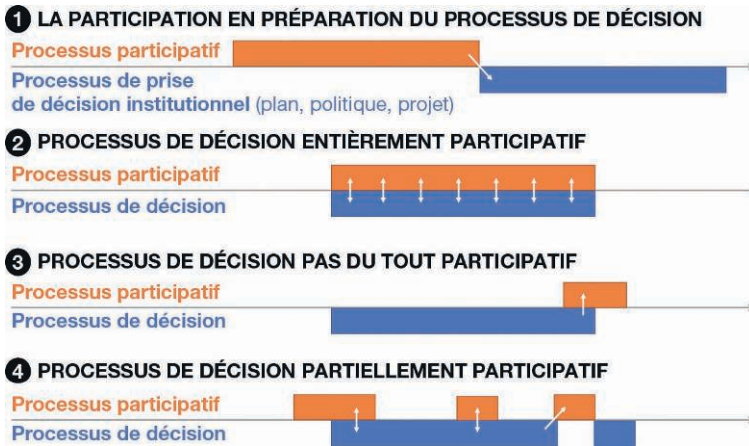 1 LA PARTICIPATION EN PRÉPARATION DU PROCESSUS DE DÉCISION
Processus participatif
Processus de prise
de décision institutionnel (plan, politique, projet)
2 PROCESSUS DE DÉCISION ENTIÈREMENT PARTICIPATIF
Processus participatif
Processus de décision
3 PROCESSUS DE DÉCISION PAS DU TOUT PARTICIPATIF
Processus participatif
Processus de décision
4 PROCESSUS DE DÉCISION PARTIELLEMENT PARTICIPATIF
Processus participatif
Processus de décision